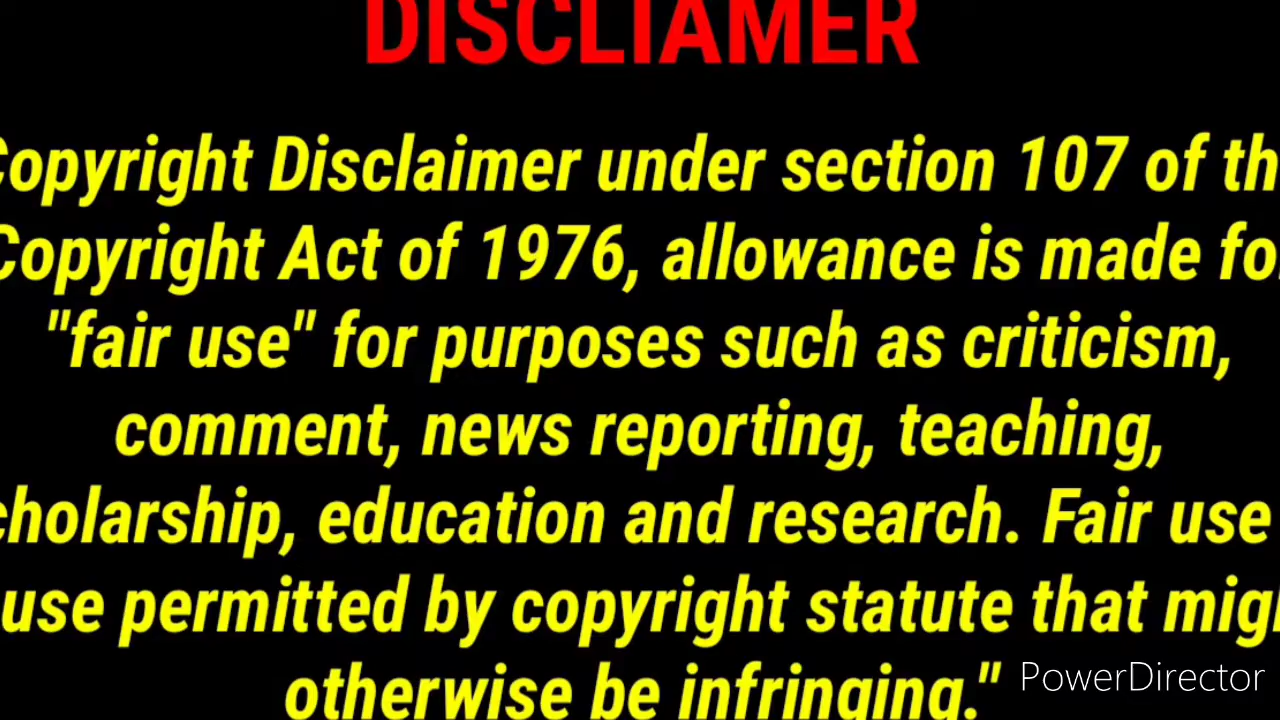 DISCLIAMER
Copyright Disclaimer under section 107 of th
Copyright Act of 1976, allowance is made fo
"fair use" for purposes such as criticism,
comment, news reporting, teaching,
cholarship, education and research. Fair use
use permitted by copyright statute that mig
otherwise be infringing."
PowerDirector